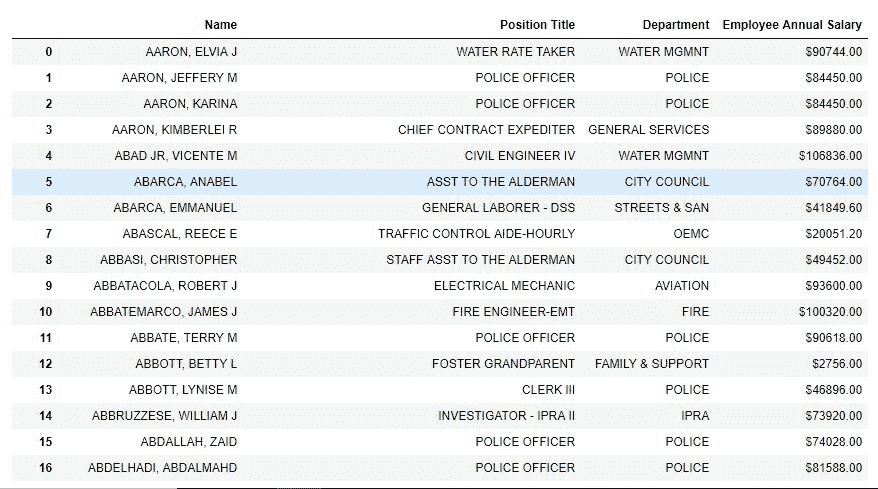 Name Position Title Department Employee Annual Salary
0 AARON, ELVIA J WATER RATE TAKER WATER MGMNT $90744.00
1 AARON, JEFFERY M POLICE OFFICER POLICE $84450.00
2 AARON, KARINA POLICE OFFICER POLICE $84450.00
3 AARON, KIMBERLEI R CHIEF CONTRACT EXPEDITER GENERAL SERVICES $89880.00
4 ABAD JR, VICENTE M CIVIL ENGINEER IV WATER MGMNT $106836.00
5 ABARCA, ANABEL ASST TO THE ALDERMAN CITY COUNCIL $70764.00
6 ABARCA, EMMANUEL GENERAL LABORER - DSS STREETS & SAN $41849.60
7 ABASCAL, REECE E TRAFFIC CONTROL AIDE-HOURLY OEMC $20051.20
8 ABBASI, CHRISTOPHER STAFF ASST TO THE ALDERMAN CITY COUNCIL $49452.00
9 ABBATACOLA, ROBERT J ELECTRICAL MECHANIC AVIATION $93600.00
10 ABBATEMARCO, JAMES J FIRE ENGINEER-EMT FIRE $100320.00
11 ABBATE, TERRY M POLICE OFFICER POLICE $90618.00
12 ABBOTT, BETTY L FOSTER GRANDPARENT FAMILY & SUPPORT $2756.00
13 ABBOTT, LYNISE M CLERK III POLICE $46896.00
14 ABBRUZZESE, WILLIAM J INVESTIGATOR - IPRA II IPRA $73920.00
15 ABDALLAH, ZAID POLICE OFFICER POLICE $74028.00
16 ABDELHADI, ABDALMAHD POLICE OFFICER POLICE $81588.00